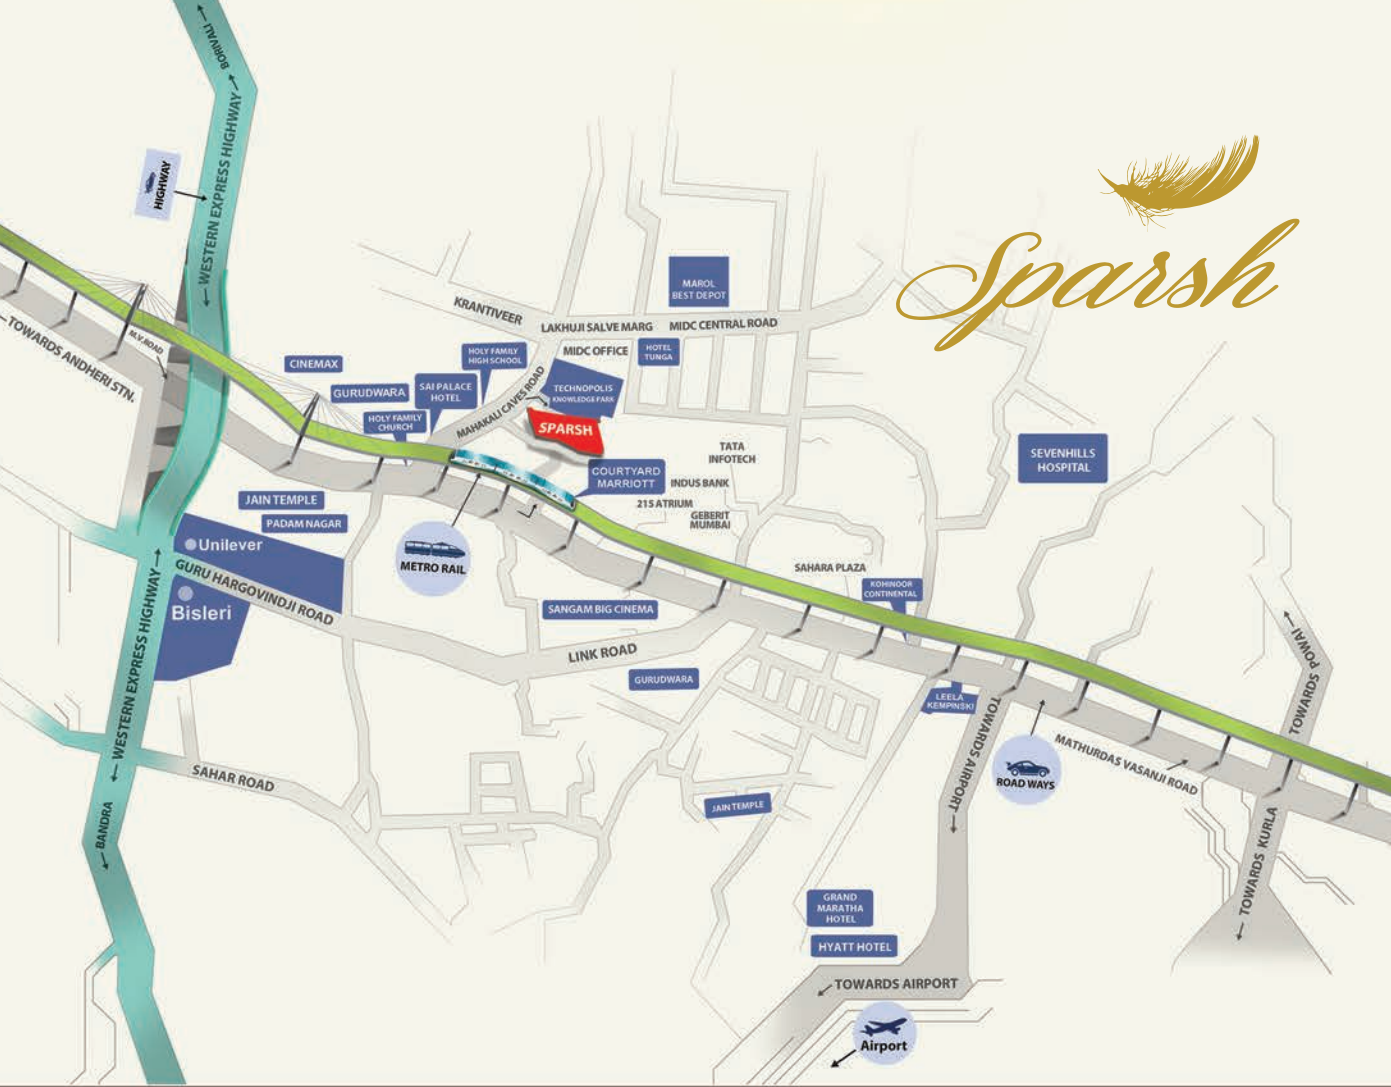 BORIVALI
WESTERN EXPRESS HIGHWAY
HIGHWAY
Sparsh
MAROL
BEST DEPOT
KRANTIVEER
LAKHUJI SALVE MARG
MIDC CENTRAL ROAD
TOWARDS ANDHERI STN.
M.V. ROAD
CINEMAX
HOLY FAMILY
HIGH SCHOOL
MIDC OFFICE
HOTEL
TUNGA
GURUDWARA
SAI PALACE
HOTEL
TECHNOPOLIS
KNOWLEDGE PARK
HOLY FAMILY
CHURCH
MAHAKALI CAVES ROAD
SPARSH
TATA
INFOTECH
SEVENHILLS
HOSPITAL
COURTYARD
MARRIOTT
INDUS BANK
JAIN TEMPLE
215 ATRIUM
PADAM NAGAR
GEBERIT
MUMBAI
Unilever
METRO RAIL
GURU HARGOVINDJI ROAD
SAHARA PLAZA
KOHINOOR
CONTINENTAL
Bisleri
SANGAM BIG CINEMA
WESTERN EXPRESS HIGHWAY
LINK ROAD
GURUDWARA
LEELA
KEMPINSKI
TOWARDS POWAI
TOWARDS AIRPORT
MATHURDAS VASANJI ROAD
SAHAR ROAD
ROAD WAYS
JAIN TEMPLE
BANDRA
TOWARDS KURLA
GRAND
MARATHA
HOTEL
HYATT HOTEL
TOWARDS AIRPORT
Airport